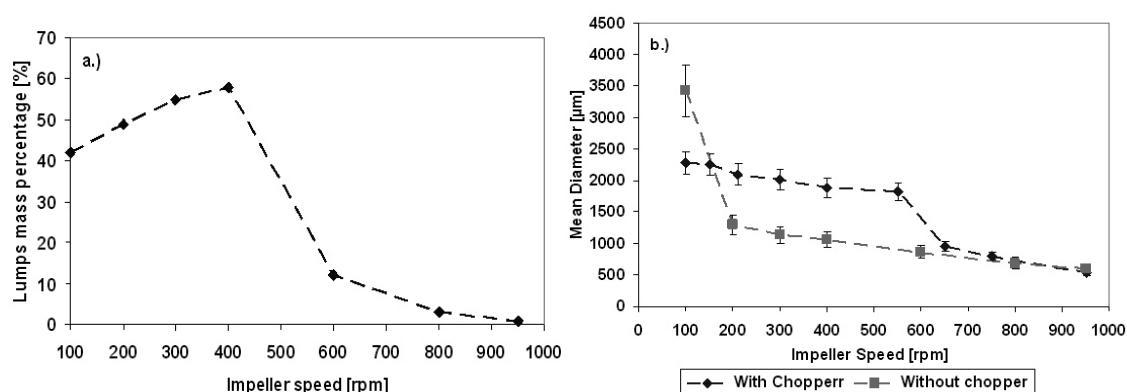 a.)
Lumps mass percentage [%]
70
60
50
40
30
20
10
0
100 200 300 400 500 600 700 800 900 1000
Impeller speed [rpm]
b.)
Mean Diameter [µm]
4500
4000
3500
3000
2500
2000
1500
1000
500
0
0 100 200 300 400 500 600 700 800 900 1000
Impeller Speed [rpm]
With Chopperr Without chopper